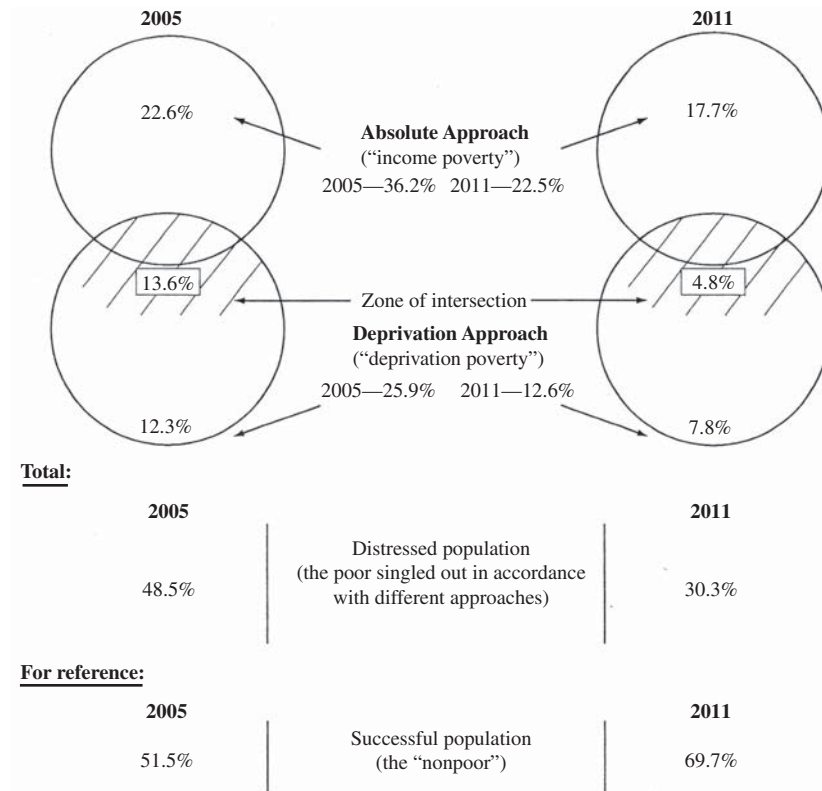 2005
2011
22.6%
17.7%
Absolute Approach
(“income poverty”)
2005—36.2% 2011—22.5%
13.6%
4.8%
Zone of intersection
Deprivation Approach
(“deprivation poverty”)
2005—25.9% 2011—12.6%
12.3%
7.8%
Total:
2005
2011
Distressed population
(the poor singled out in accordance
with different approaches)
48.5%
30.3%
For reference:
2005
2011
Successful population
(the “nonpoor”)
51.5%
69.7%